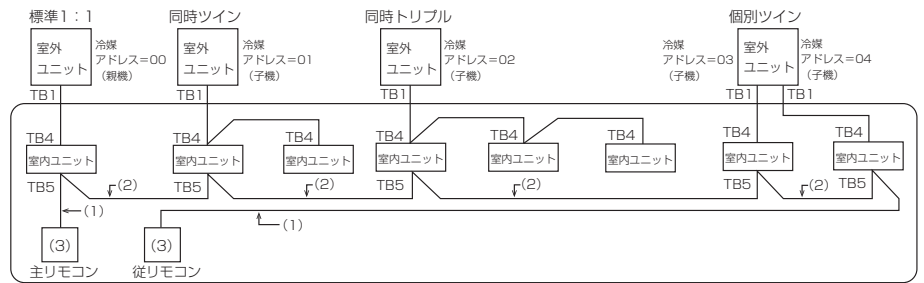 標準1：1
同時ツイン
同時トリプル
個別ツイン
室外
ユニット
冷媒
アドレス=00
（親機）
室外
ユニット
冷媒
アドレス=01
（子機）
室外
ユニット
冷媒
アドレス=02
（子機）
冷媒
アドレス=03
（子機）
室外
ユニット
冷媒
アドレス=04
（子機）
TB1
TB1
TB1
TB1
TB1
TB4
TB4
TB4
TB4
TB4
TB4
室内ユニット
室内ユニット
室内ユニット
室内ユニット
室内ユニット
室内ユニット
室内ユニット
室内ユニット
TB5
(2)
TB5
(2)
TB5
(2)
TB5
(2)
TB5
(1)
(1)
(3)
(3)
主リモコン
従リモコン